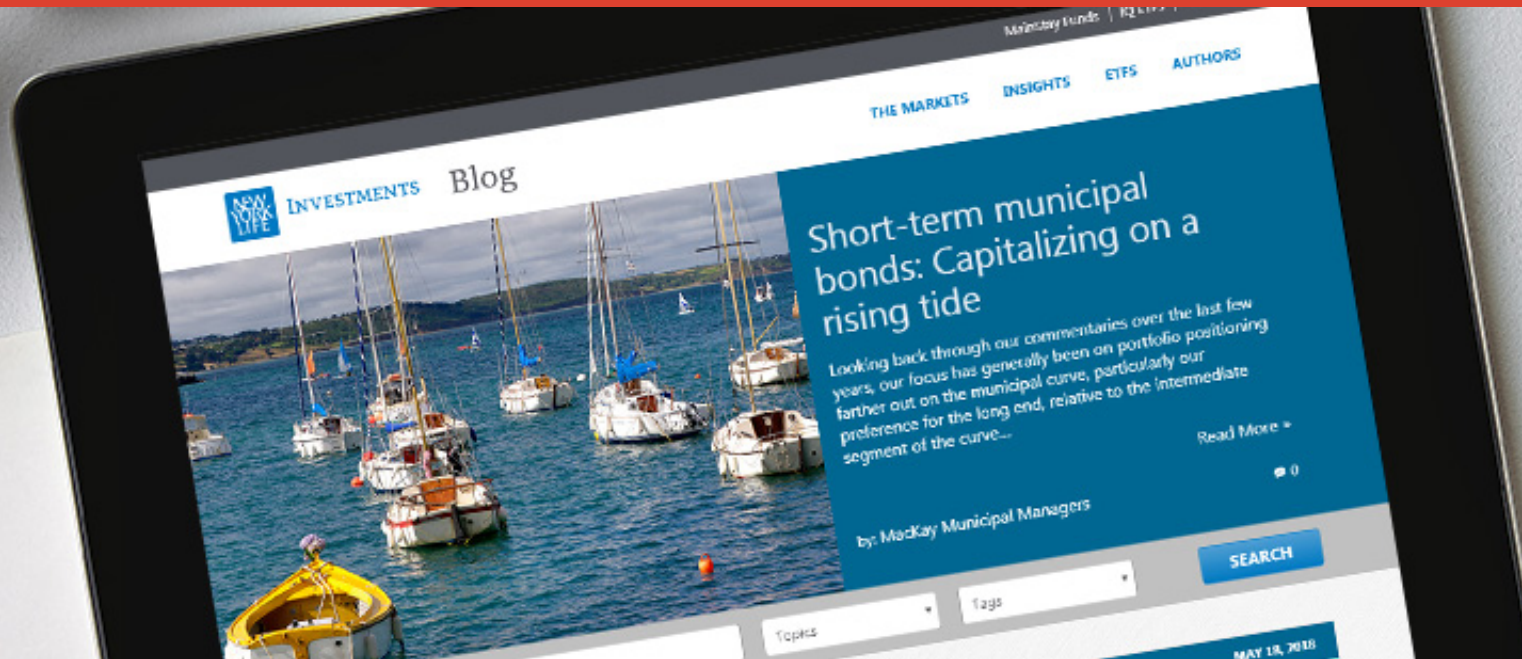 MainStay Funds | IQ ETFs |
THE MARKETS INSIGHTS ETFS AUTHORS
NEW
YORK
LIFE
INVESTMENTS Blog
Short-term municipal
bonds: Capitalizing on a
rising tide
Looking back through our commentaries over the last few
years, our focus has generally been on portfolio positioning
farther out on the municipal curve, particularly our
preference for the long end, relative to the intermediate
segment of the curve...
Read More »
0
by: MacKay Municipal Managers
Topics
Tags
SEARCH
MAY 18, 2018